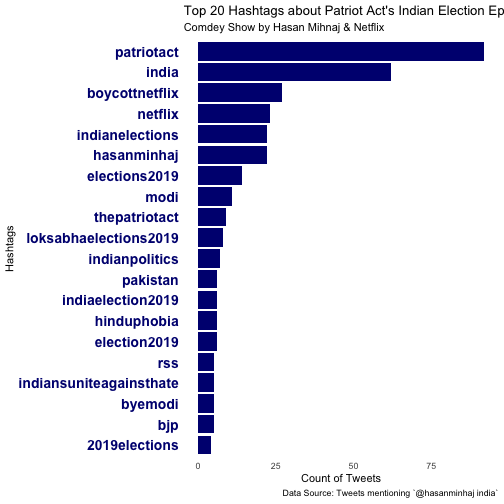 Top 20 Hashtags about Patriot Act's Indian Election Ep
Comdey Show by Hasan Mihnaj & Netflix
patriotact
india
boycottnetflix
netflix
indianelections
hasanminhaj
elections2019
modi
thepatriotact
loksabhaelections2019
indianpolitics
pakistan
indiaelection2019
hinduphobia
election2019
rss
indiansuniteagainsthate
byemodi
bjp
2019elections
Hashtags
0 25 50 75
Count of Tweets
Data Source: Tweets mentioning `@hasanminhaj india`